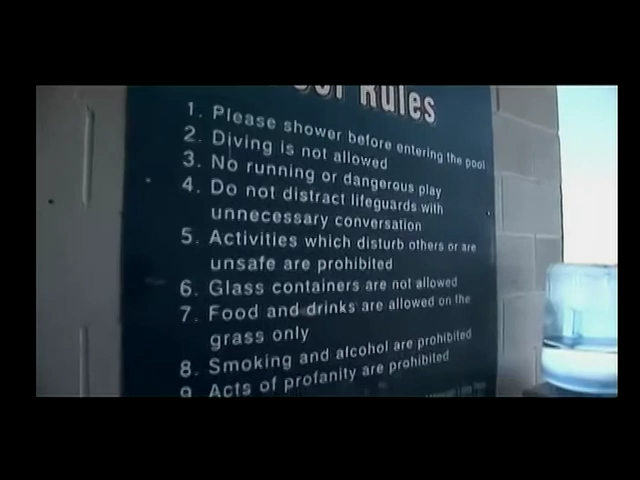 Rules
1. Please shower before entering the pool
2. Diving is not allowed
3. No running or dangerous play
4. Do not distract lifeguards with
unnecessary conversation
5. Activities which disturb others or are
unsafe are prohibited
6. Glass containers are not allowed
7. Food and drinks are allowed on the
grass only
8. Smoking and alcohol are prohibited
9 Acts of profanity are prohibited